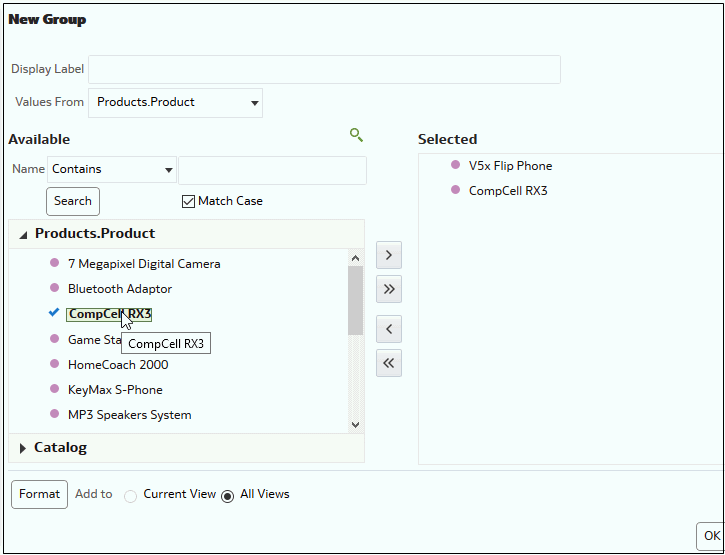 New Group
Display Label
Values From Products.Product
Available
Selected
Name Contains
Search Match Case
Products.Product
7 Megapixel Digital Camera
Bluetooth Adaptor
CompCell RX3
Game Sta
CompCell RX3
HomeCoach 2000
KeyMax S-Phone
MP3 Speakers System
Catalog
V5x Flip Phone
CompCell RX3
Format Add to Current View All Views
OK